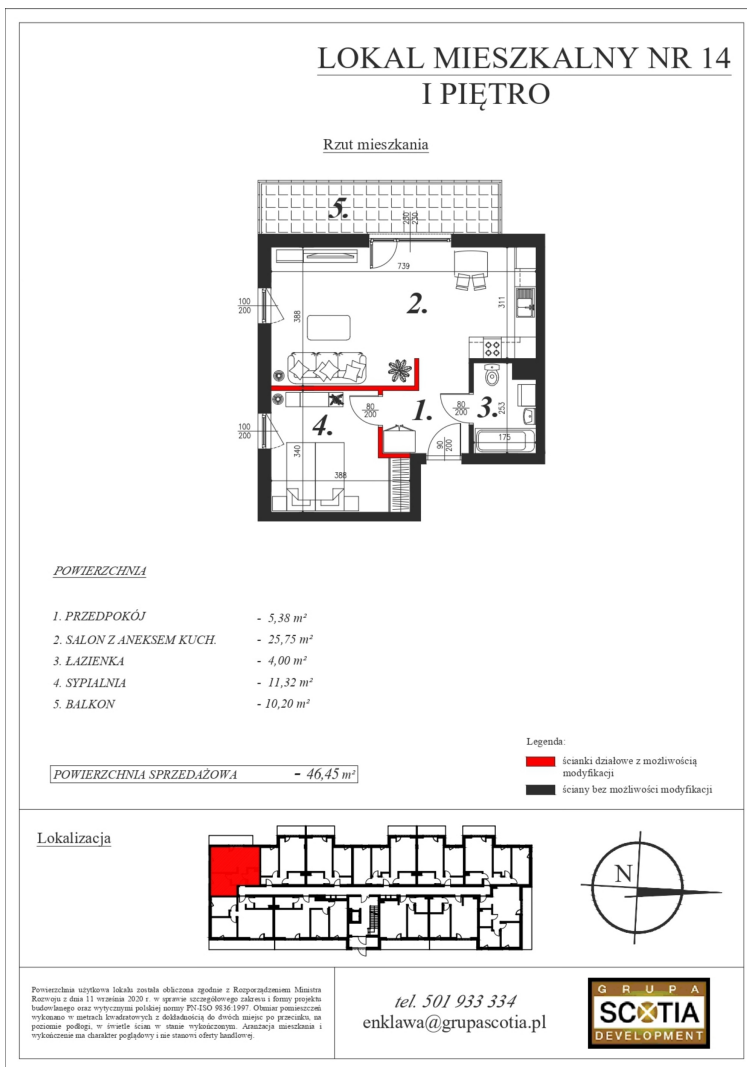 LOKAL MIESZKALNY NR 14
I PIĘTRO
Rzut mieszkania
5.
230
230
739
2.
311
100
200
388
80
200
1.
80
200
3.
253
4.
100
200
340
90
200
175
388
POWIERZCHNIA
1. PRZEDPOKÓJ - 5,38 m²
2. SALON Z ANEKSEM KUCH. - 25,75 m²
3. ŁAZIENKA - 4,00 m²
4. SYPIALNIA - 11,32 m²
5. BALKON - 10,20 m²
POWIERZCHNIA SPRZEDAŻOWA - 46,45 m²
Legenda:
ścianki działowe z możliwością
modyfikacji
ściany bez możliwości modyfikacji
Lokalizacja
N
Powierzchnia użytkowa lokalu została obliczona zgodnie z Rozporządzeniem Ministra
Rozwoju z dnia 11 września 2020 r. w sprawie szczegółowego zakresu i formy projektu
budowlanego oraz wytycznymi polskiej normy PN-ISO 9836:1997. Obmiar pomieszczeń
wykonano w metrach kwadratowych z dokładnością do dwóch miejsc po przecinku, na
poziomie podłogi, w świetle ścian w stanie wykończonym. Aranżacja mieszkania i
wykończenie ma charakter poglądowy i nie stanowi oferty handlowej.
tel. 501 933 334
enklawa@grupascotia.pl
GRUPA
SCOTIA
DEVELOPMENT